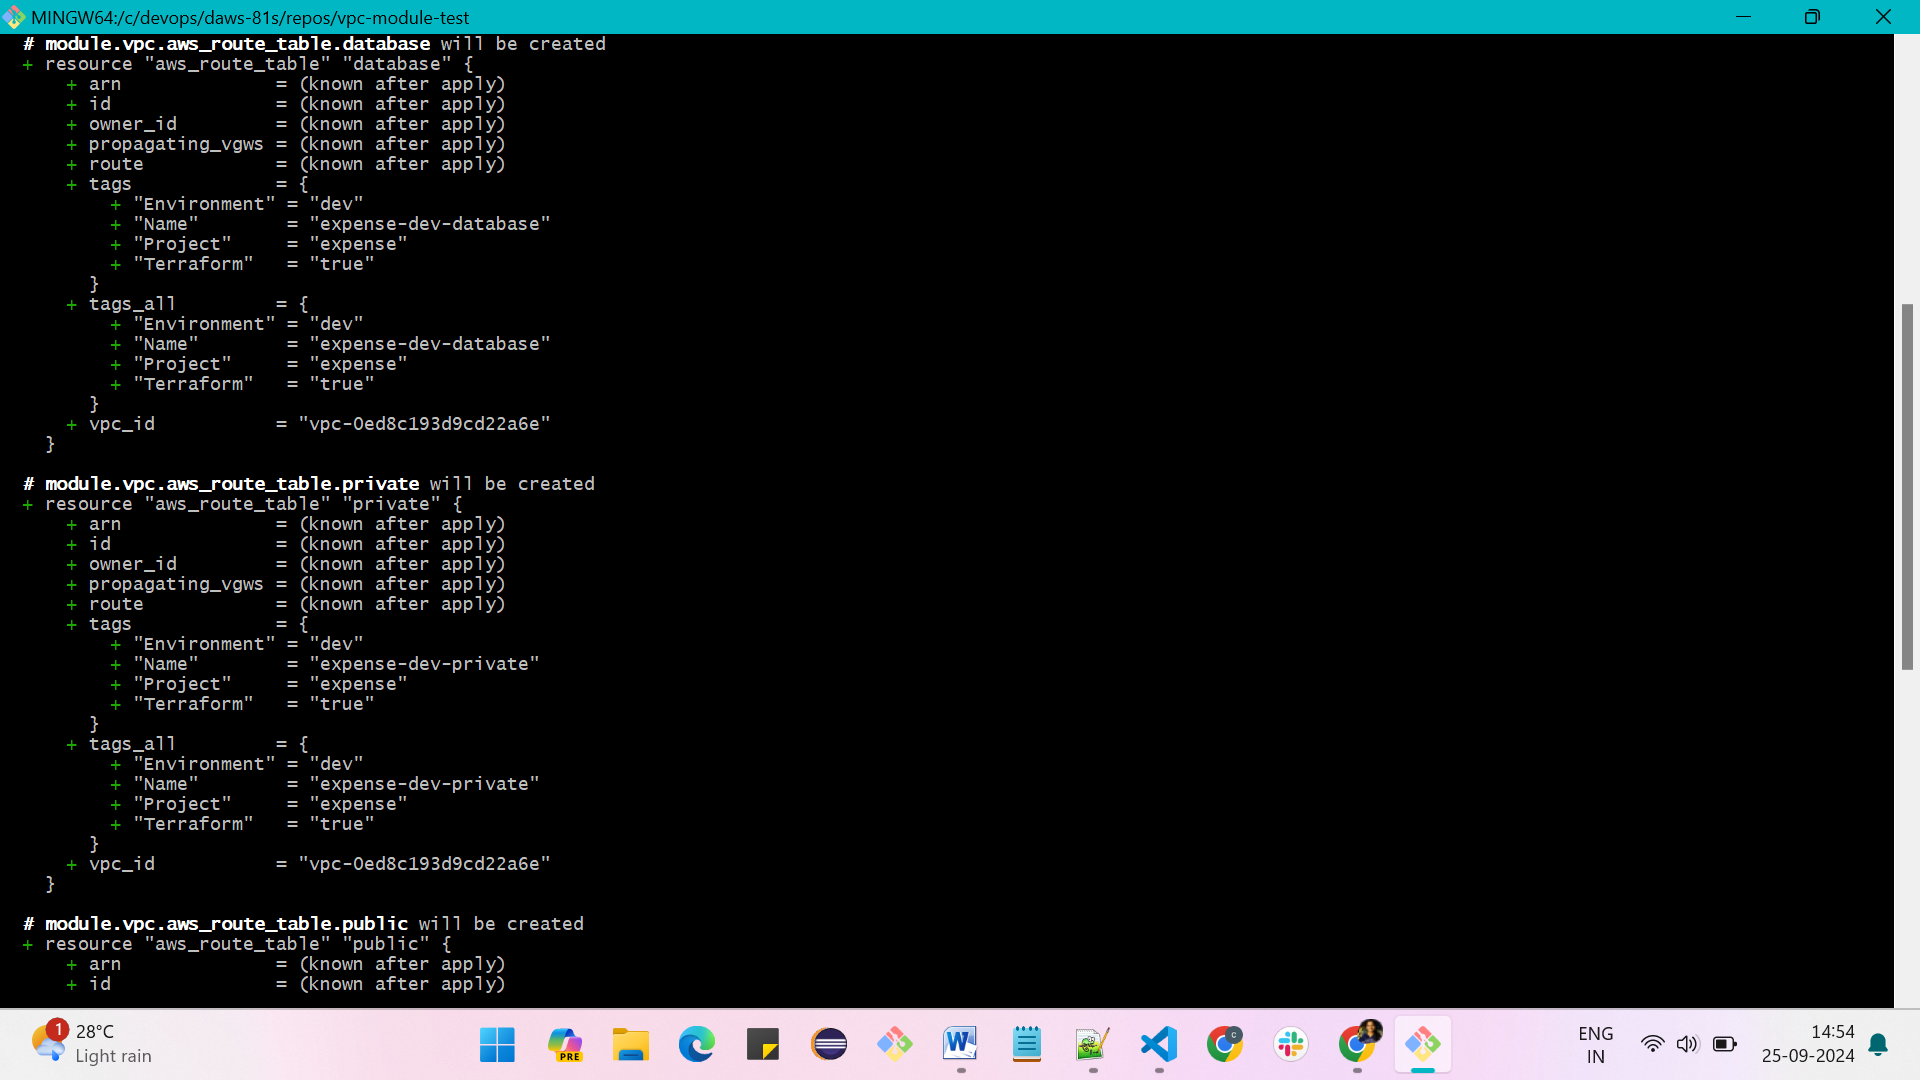 MINGW64:/c/devops/daws-81s/repos/vpc-module-test
# module.vpc.aws_route_table.database will be created
+ resource "aws_route_table" "database" {
+ arn = (known after apply)
+ id = (known after apply)
+ owner_id = (known after apply)
+ propagating_vgws = (known after apply)
+ route = (known after apply)
+ tags = {
+ "Environment" = "dev"
+ "Name" = "expense-dev-database"
+ "Project" = "expense"
+ "Terraform" = "true"
}
+ tags_all = {
+ "Environment" = "dev"
+ "Name" = "expense-dev-database"
+ "Project" = "expense"
+ "Terraform" = "true"
}
+ vpc_id = "vpc-0ed8c193d9cd22a6e"
}
# module.vpc.aws_route_table.private will be created
+ resource "aws_route_table" "private" {
+ arn = (known after apply)
+ id = (known after apply)
+ owner_id = (known after apply)
+ propagating_vgws = (known after apply)
+ route = (known after apply)
+ tags = {
+ "Environment" = "dev"
+ "Name" = "expense-dev-private"
+ "Project" = "expense"
+ "Terraform" = "true"
}
+ tags_all = {
+ "Environment" = "dev"
+ "Name" = "expense-dev-private"
+ "Project" = "expense"
+ "Terraform" = "true"
}
+ vpc_id = "vpc-0ed8c193d9cd22a6e"
}
# module.vpc.aws_route_table.public will be created
+ resource "aws_route_table" "public" {
+ arn = (known after apply)
+ id = (known after apply)
1
28°C
Light rain
PRE
W
C
ENG
IN
14:54
25-09-2024